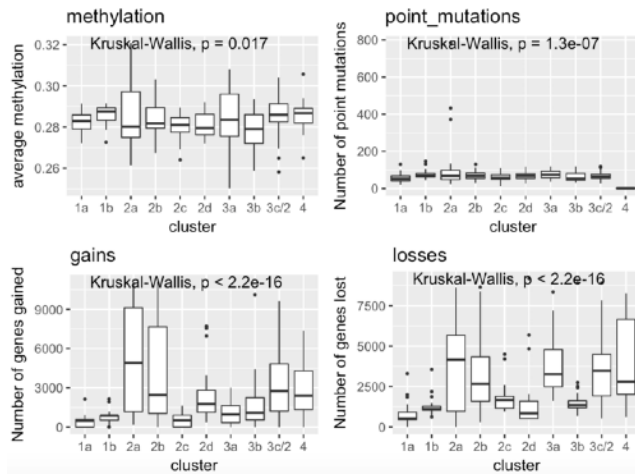 methylation
Kruskal-Wallis, p = 0.017
average methylation
0.32
0.30
0.28
0.26
1a 1b 2a 2b 2c 2d 3a 3b 3c/2 4
cluster
point_mutations
Kruskal-Wallis, p = 1.3e-07
Number of point mutations
800
600
400
200
0
1a 1b 2a 2b 2c 2d 3a 3b 3c/2 4
cluster
gains
Kruskal-Wallis, p < 2.2e-16
Number of genes gained
9000
6000
3000
0
1a 1b 2a 2b 2c 2d 3a 3b 3c/2 4
cluster
losses
Kruskal-Wallis, p < 2.2e-16
Number of genes lost
7500
5000
2500
0
1a 1b 2a 2b 2c 2d 3a 3b 3c/2 4
cluster